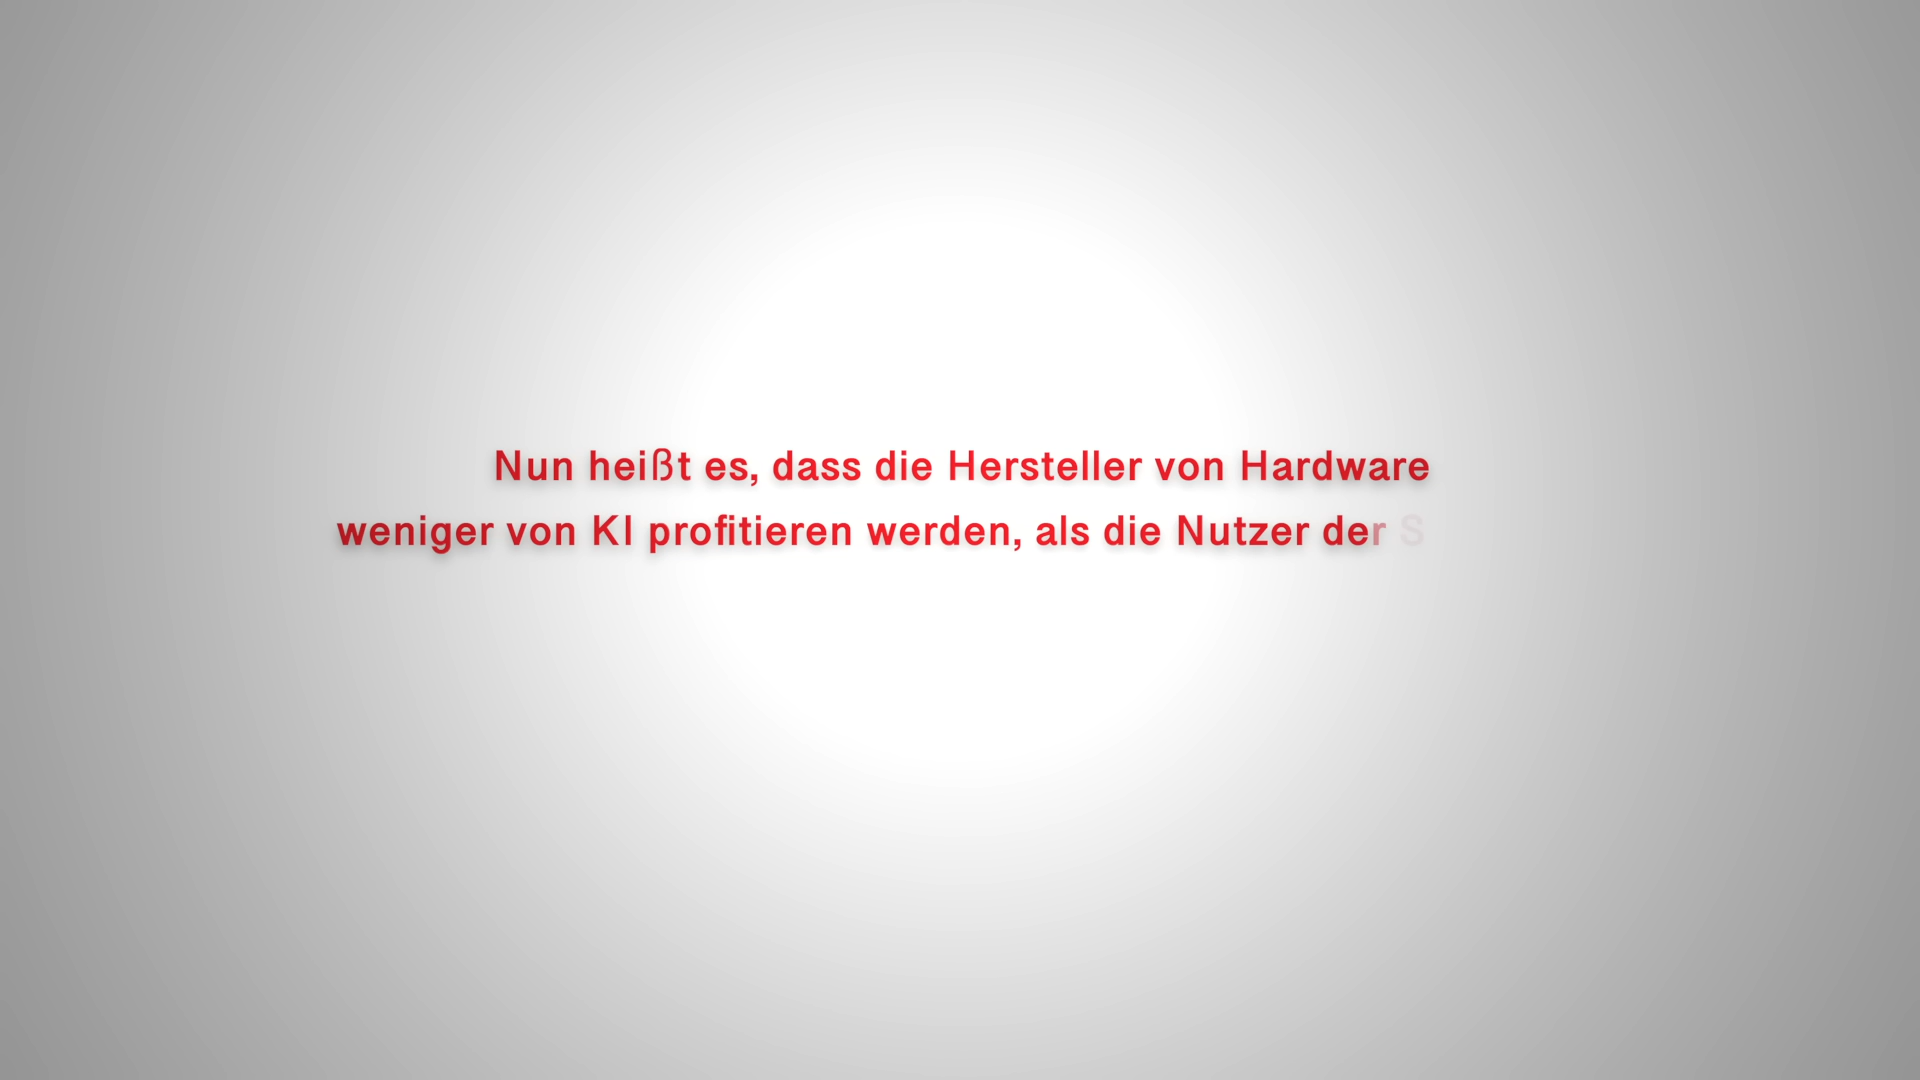 Nun heißt es, dass die Hersteller von Hardware
weniger von KI profitieren werden, als die Nutzer der S